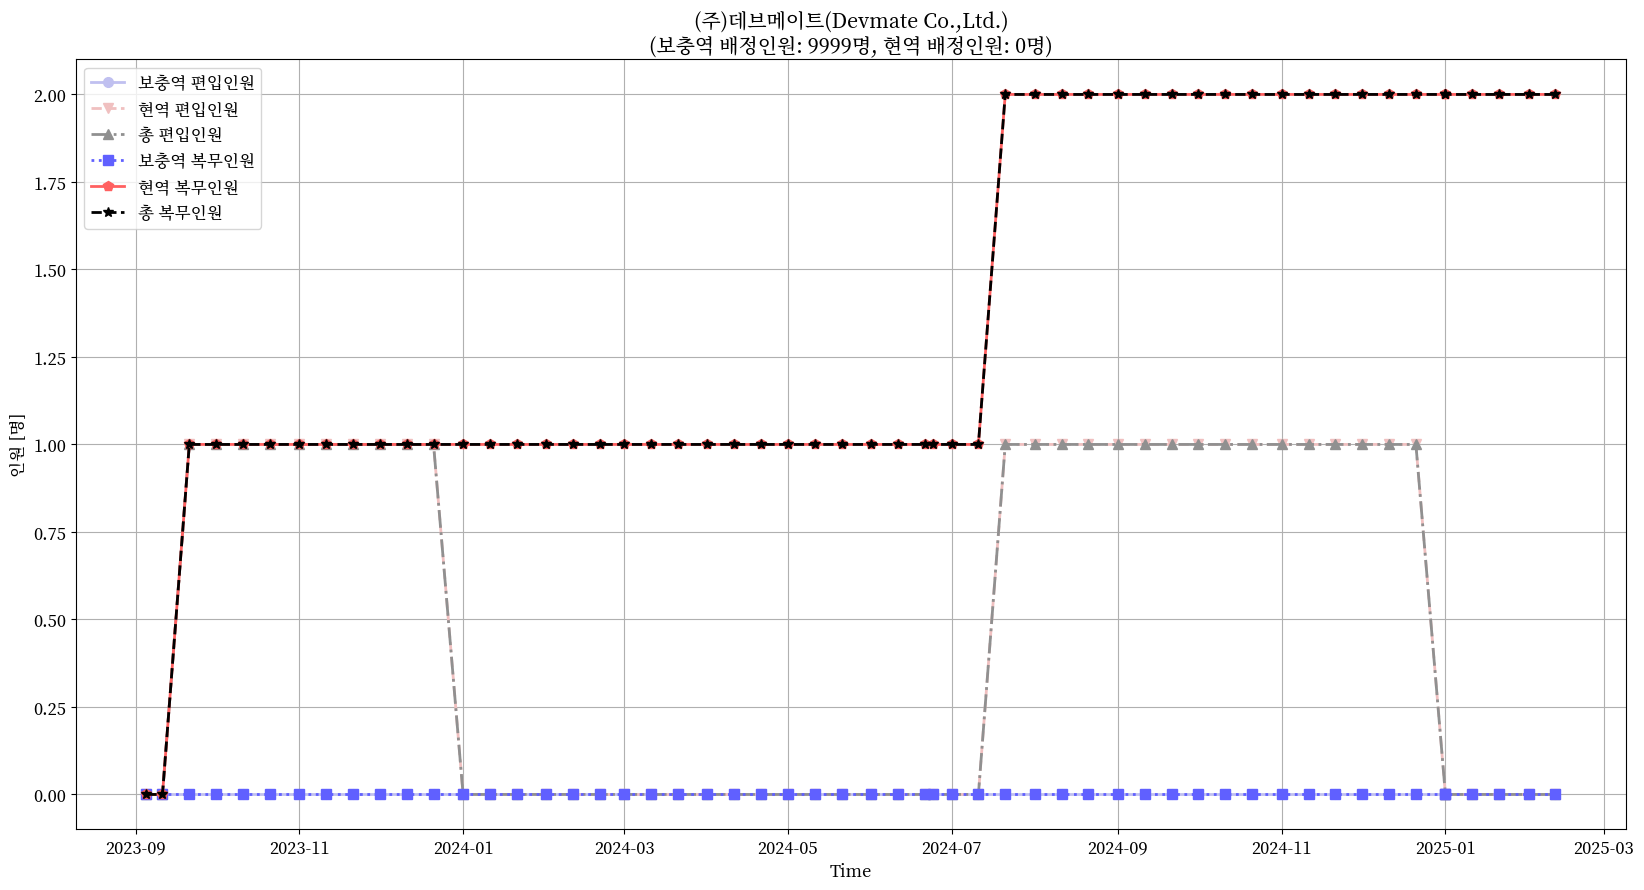 (주)데브메이트(Devmate Co.,Ltd.)
(보충역 배정인원: 9999명, 현역 배정인원: 0명)
보충역 편입인원
현역 편입인원
총 편입인원
보충역 복무인원
현역 복무인원
총 복무인원
인원 [명]
2.00
1.75
1.50
1.25
1.00
0.75
0.50
0.25
0.00
2023-09 2023-11 2024-01 2024-03 2024-05 2024-07 2024-09 2024-11 2025-01 2025-03
Time